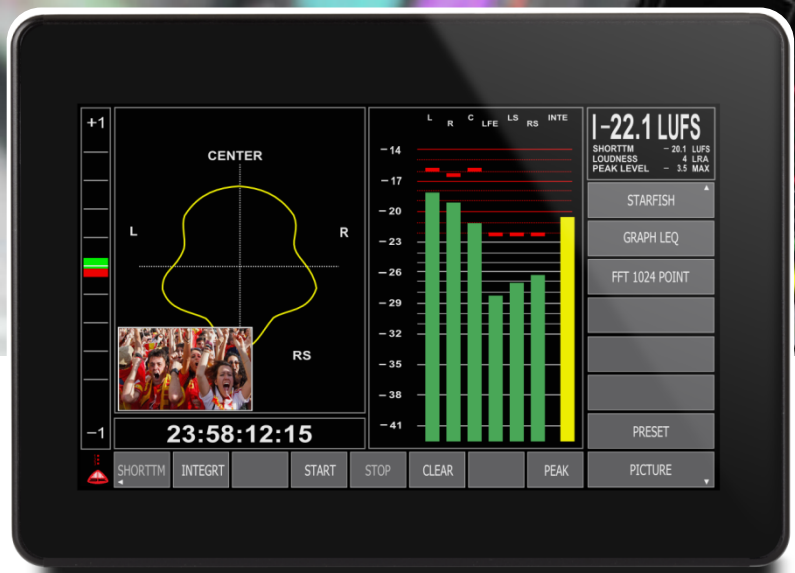 +1
CENTER
L
R
RS
-1
23:58:12:15
L R C LFE LS RS INTE
-14
-17
-20
-23
-26
-29
-32
-35
-38
-41
I-22.1 LUFS
SHORTTM - 20.1 LUFS
LOUDNESS 4 LRA
PEAK LEVEL - 3.5 MAX
STARFISH
GRAPH LEQ
FFT 1024 POINT
PRESET
SHORTTM INTEGRT START STOP CLEAR PEAK PICTURE